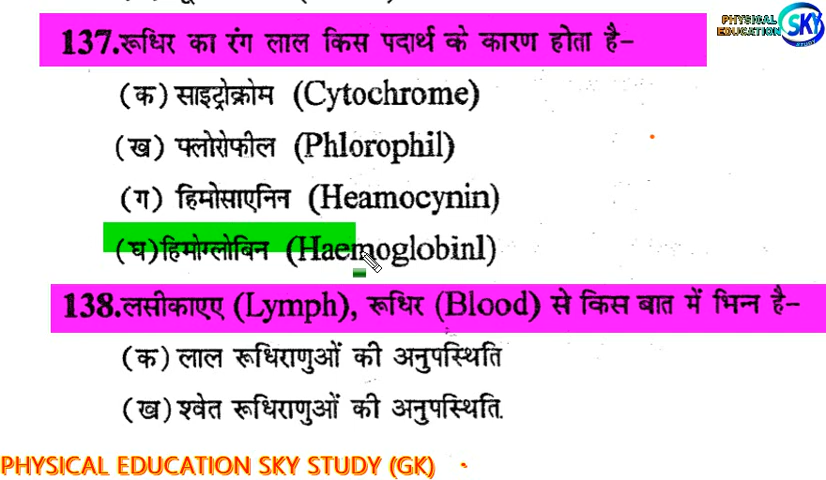 PHYSICAL
EDUCATION SKY
STUDY
137.रूधिर का रंग लाल किस पदार्थ के कारण होता है–
(क) साइट्रोक्रोम (Cytochrome)
(ख) फ्लोरोफील (Phlorophil)
(ग) हिमोसाएनिन (Heamocynin)
(घ)हिमोग्लोबिन (Haemoglobinl)
138.लसीकाएए (Lymph), रूधिर (Blood) से किस बात में भिन्न है–
(क) लाल रूधिराणुओं की अनुपस्थिति
(ख) श्वेत रूधिराणुओं की अनुपस्थिति.
PHYSICAL EDUCATION SKY STUDY (GK)